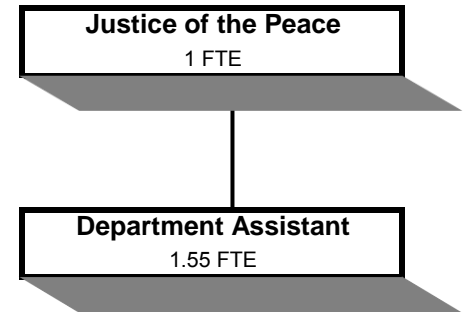 Justice of the Peace
1 FTE
Department Assistant
1.55 FTE